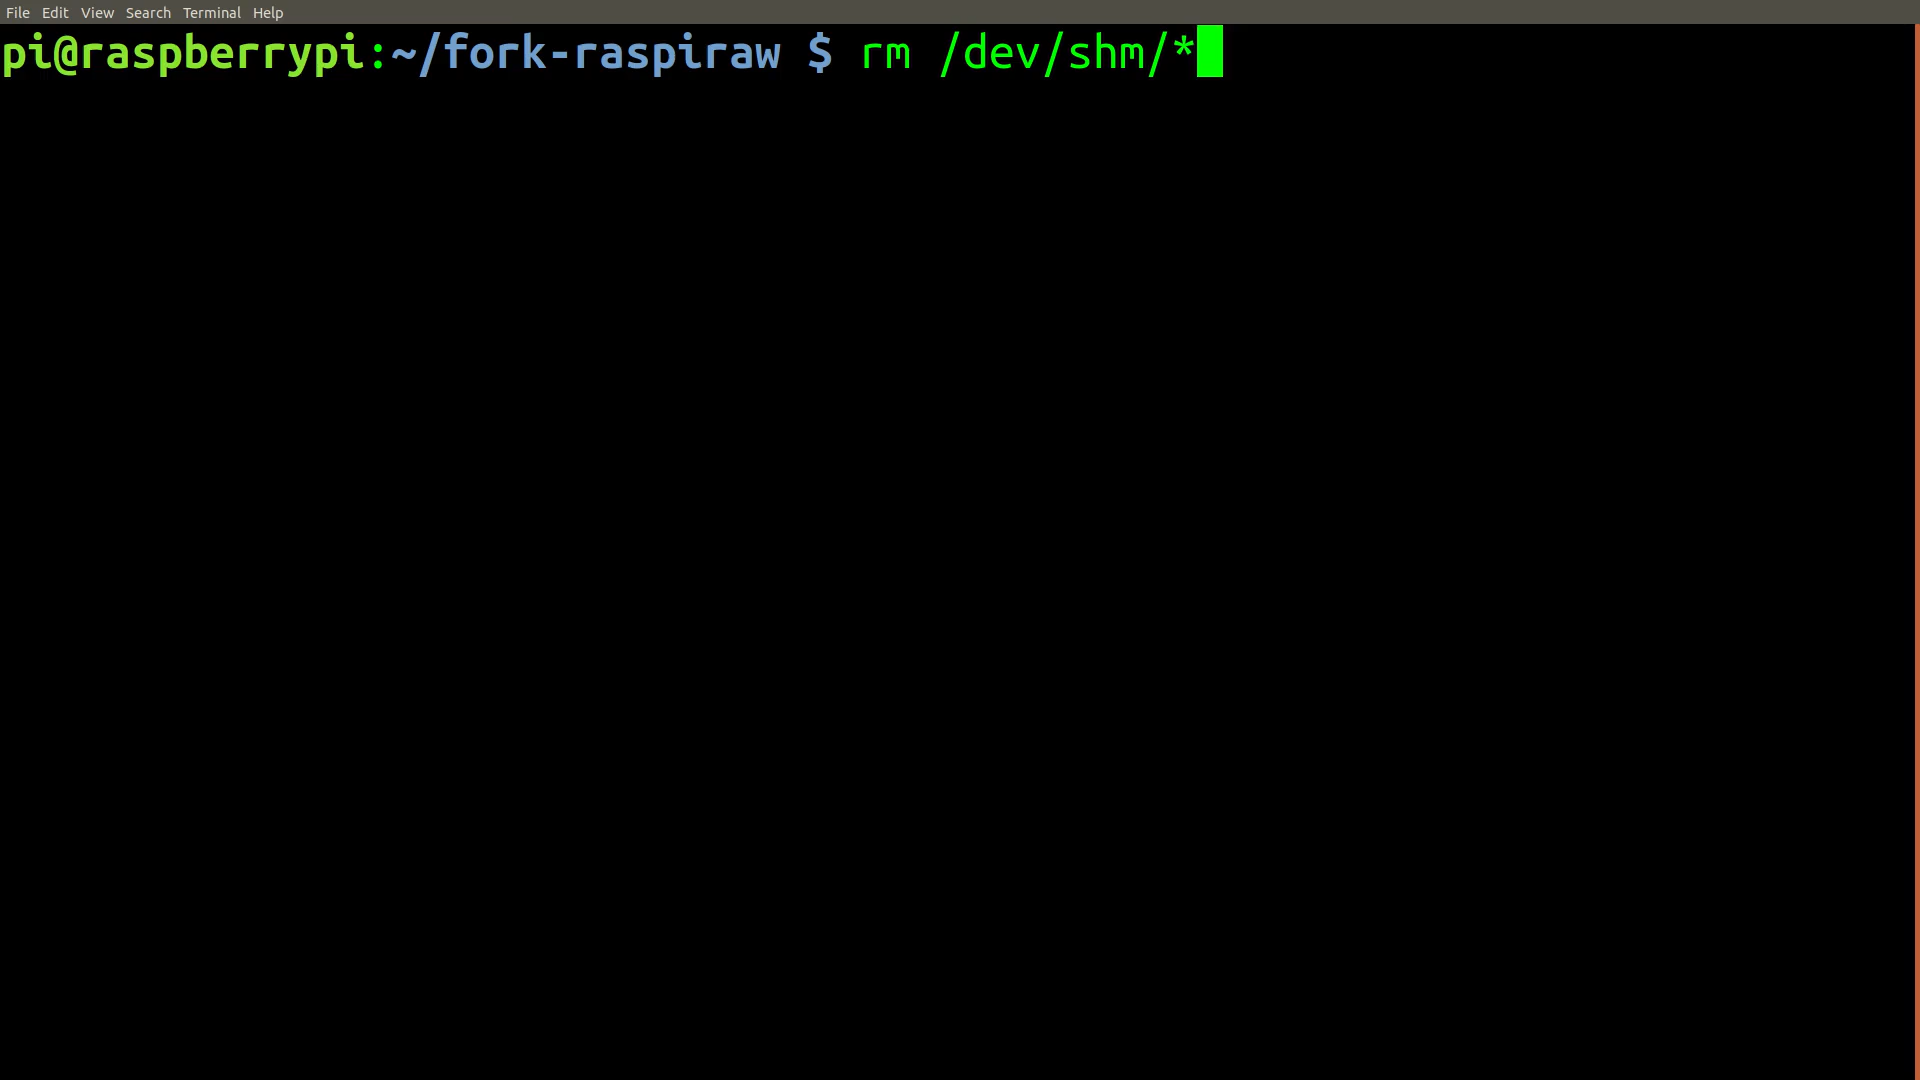 File Edit View Search Terminal Help
pi@raspberrypi:~/fork-raspiraw $ rm /dev/shm/*